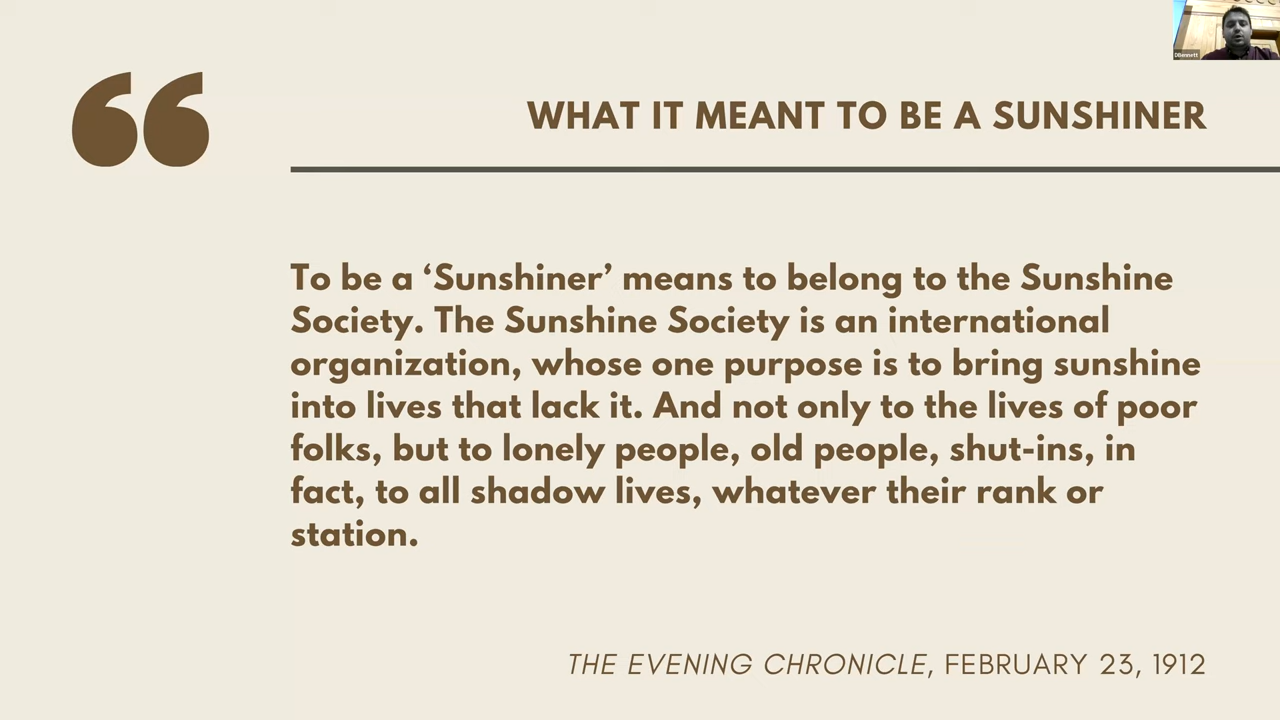 DBennett
“
WHAT IT MEANT TO BE A SUNSHINER
To be a ‘Sunshiner’ means to belong to the Sunshine
Society. The Sunshine Society is an international
organization, whose one purpose is to bring sunshine
into lives that lack it. And not only to the lives of poor
folks, but to lonely people, old people, shut-ins, in
fact, to all shadow lives, whatever their rank or
station.
THE EVENING CHRONICLE, FEBRUARY 23, 1912